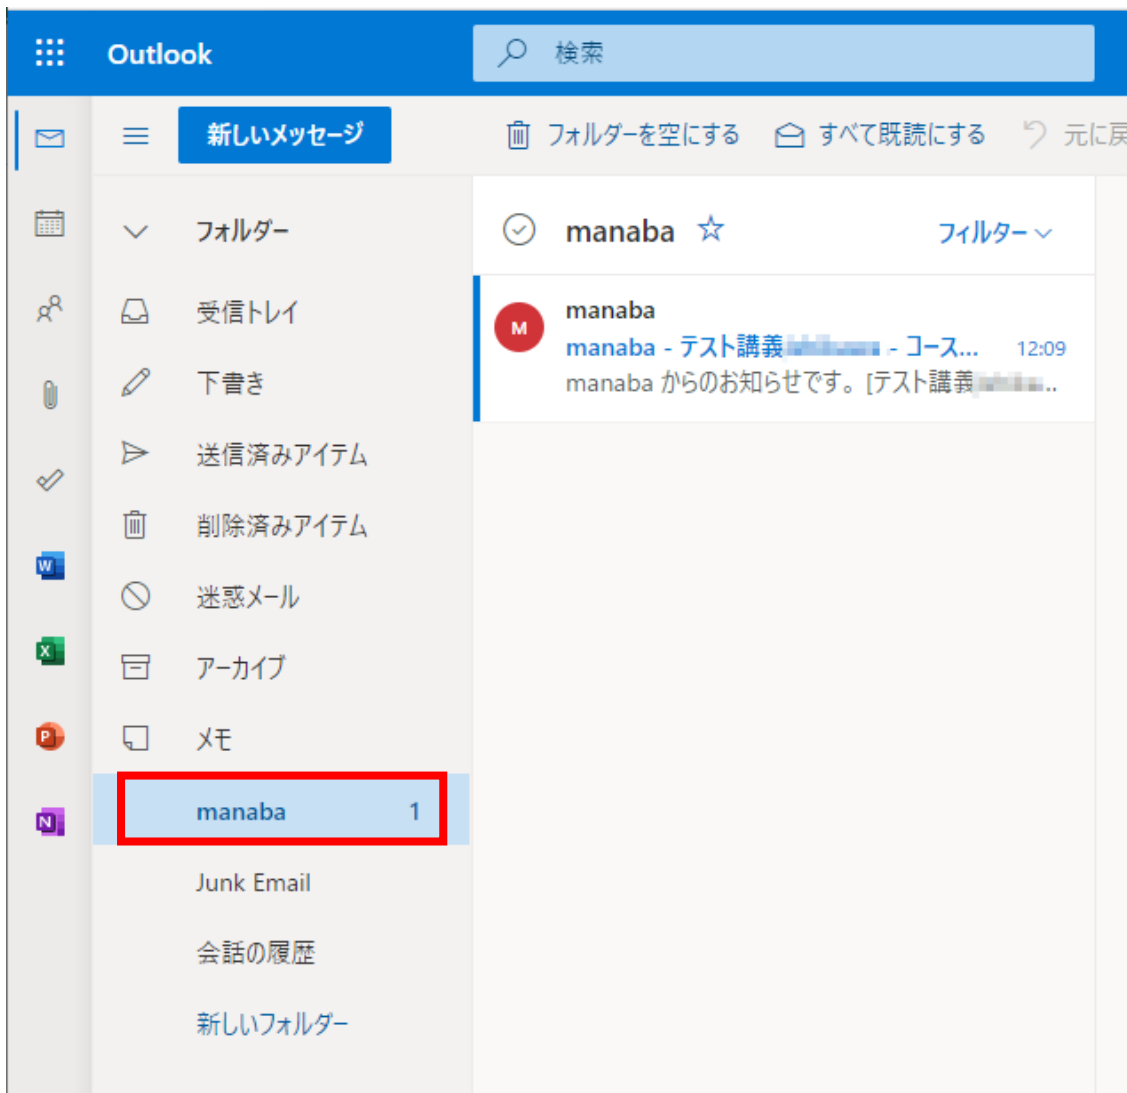 Outlook
検索
新しいメッセージ
フォルダーを空にする
すべて既読にする
元に戻
フォルダー
受信トレイ
下書き
送信済みアイテム
削除済みアイテム
迷惑メール
アーカイブ
メモ
manaba 1
Junk Email
会話の履歴
新しいフォルダー
manaba
フィルター
M
manaba
manaba - テスト講義 - コース... 12:09
manaba からのお知らせです。[テスト講義...
W
X
P
N